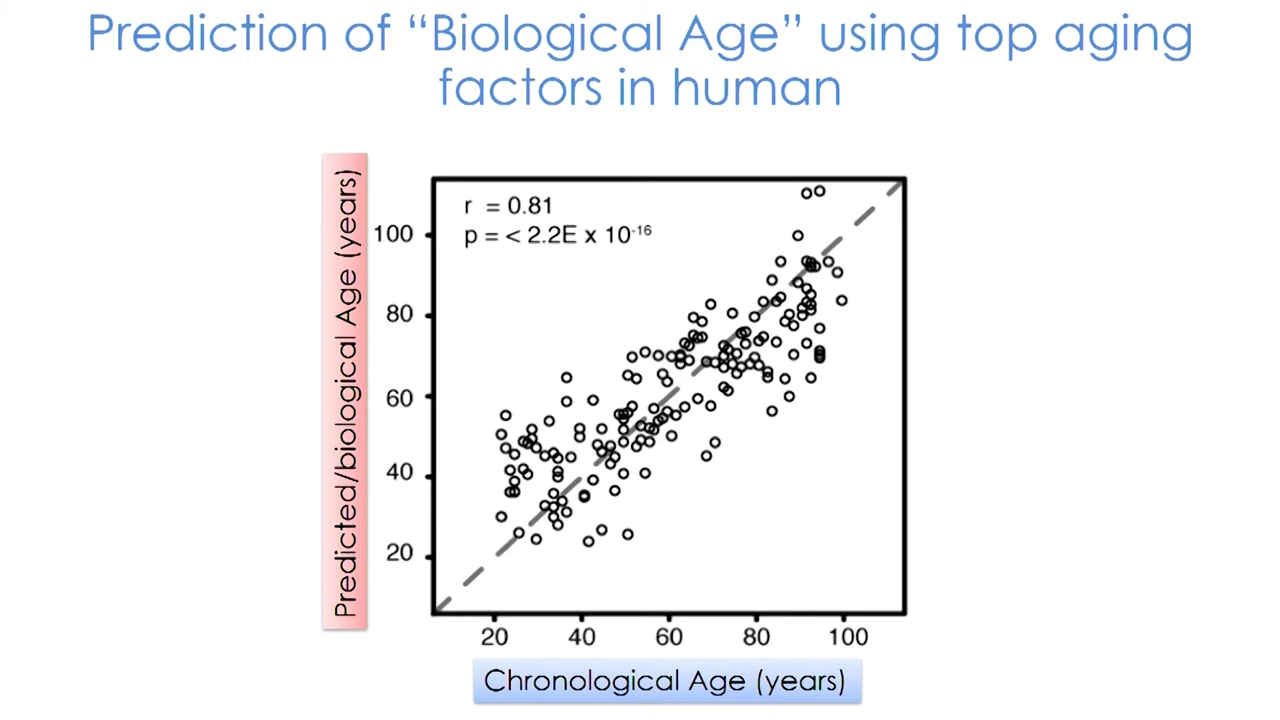 Prediction of “Biological Age” using top aging
factors in human
Predicted/biological Age (years)
r = 0.81
p = < 2.2E x 10-16
100
80
60
40
20
20 40 60 80 100
Chronological Age (years)